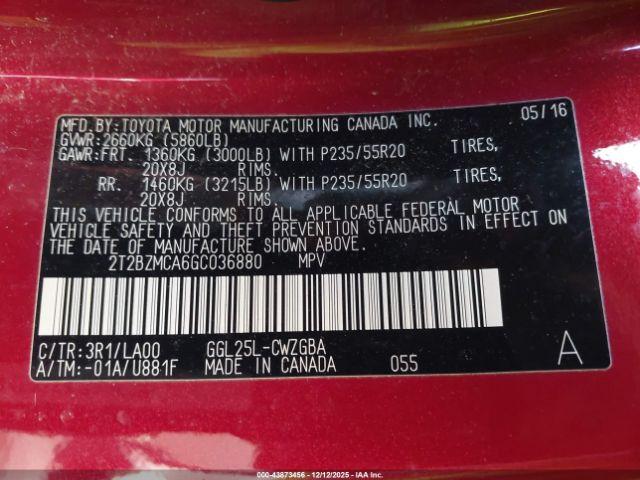 MFD.BY:TOYOTA MOTOR MANUFACTURING CANADA INC. 05/16
GVWR:2660KG (5860LB)
GAWR:FRT. 1360KG (3000LB) WITH P235/55R20 TIRES,
20X8J RIMS.
RR. 1460KG (3215LB) WITH P235/55R20 TIRES,
20X8J RIMS.
THIS VEHICLE CONFORMS TO ALL APPLICABLE FEDERAL MOTOR
VEHICLE SAFETY AND THEFT PREVENTION STANDARDS IN EFFECT ON
THE DATE OF MANUFACTURE SHOWN ABOVE.
2T2BZMCA6GC036880 MPV
C/TR:3R1/LA00 GGL25L-CWZGBA A
A/TM:-01A/U881F MADE IN CANADA 055
000-43873456 - 12/12/2025 - IAAI